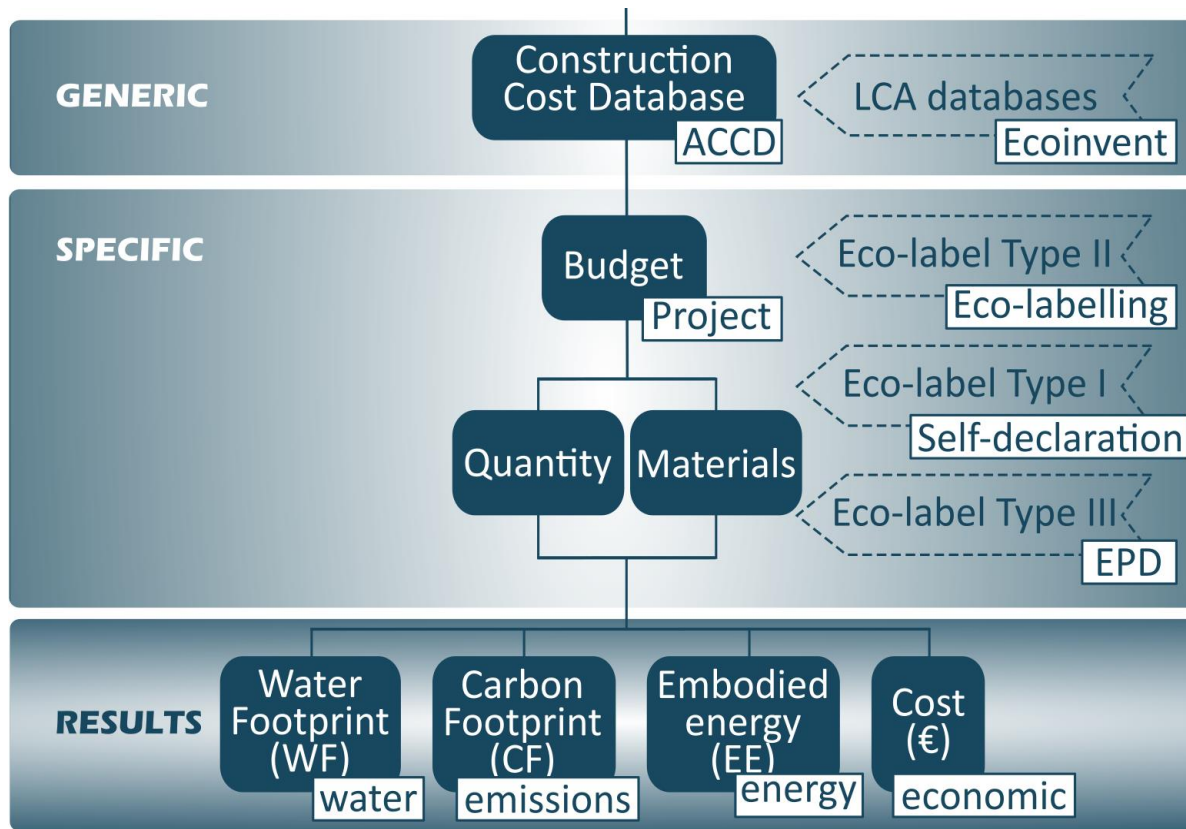 GENERIC
Construction
Cost Database
ACCD
LCA databases
Ecoinvent
SPECIFIC
Budget
Project
Eco-label Type II
Eco-labelling
Eco-label Type I
Self-declaration
Quantity
Materials
Eco-label Type III
EPD
RESULTS
Water
Footprint
(WF)
water
Carbon
Footprint
(CF)
emissions
Embodied
energy
(EE)
energy
Cost
(€)
economic